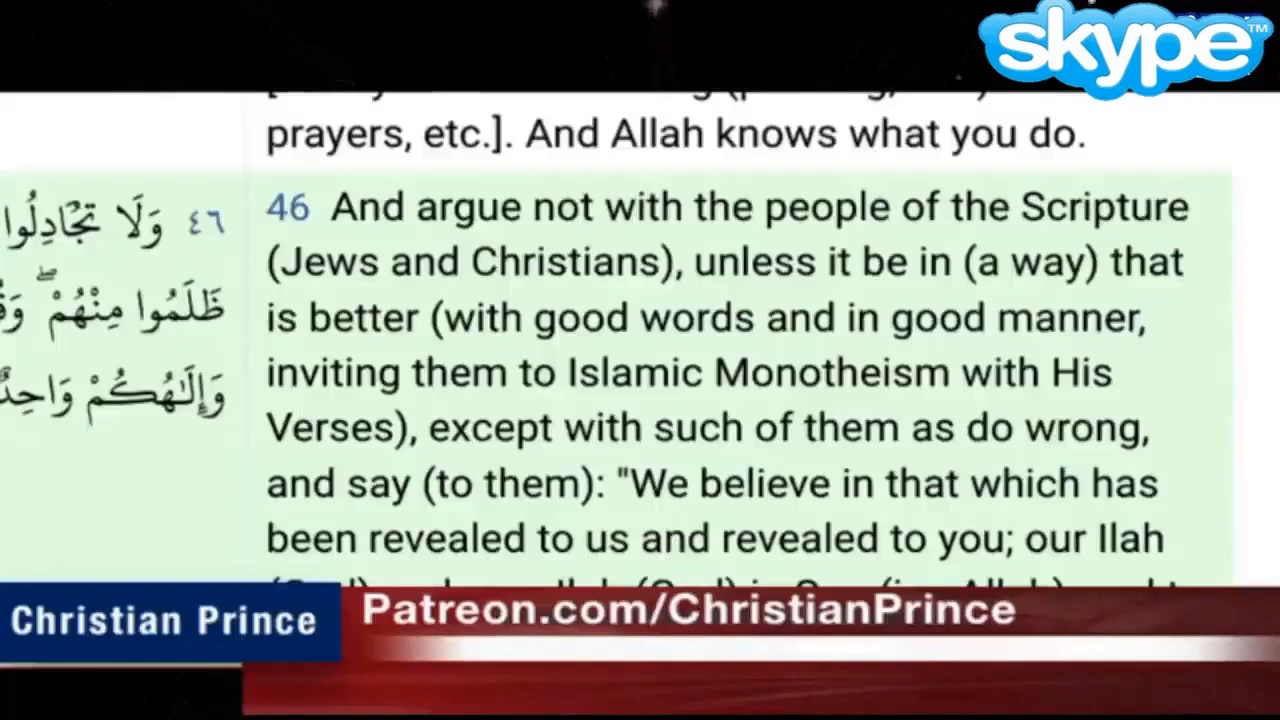 skype™
prayers, etc.]. And Allah knows what you do.
٤٦ وَلَا تُجَادِلُوا
ظَلَمُوا مِنْهُمْ ۖ
وَإِلَٰهُكُمْ
46 And argue not with the people of the Scripture
(Jews and Christians), unless it be in (a way) that
is better (with good words and in good manner,
inviting them to Islamic Monotheism with His
Verses), except with such of them as do wrong,
and say (to them): "We believe in that which has
been revealed to us and revealed to you; our Ilah
Christian Prince
Patreon.com/ChristianPrince